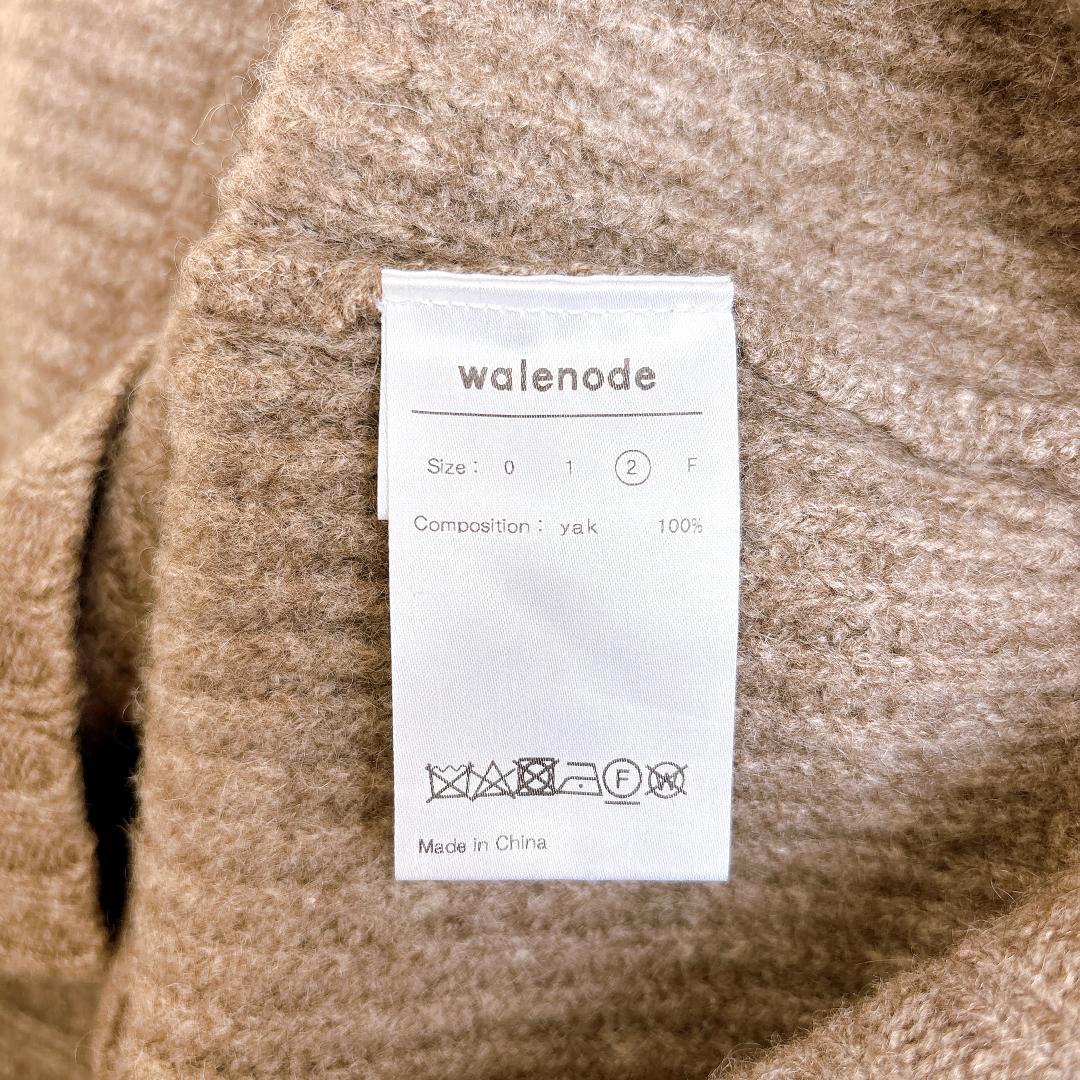 walenode
Size: 0 1 2 F
Composition: yak 100%
F W
Made in China